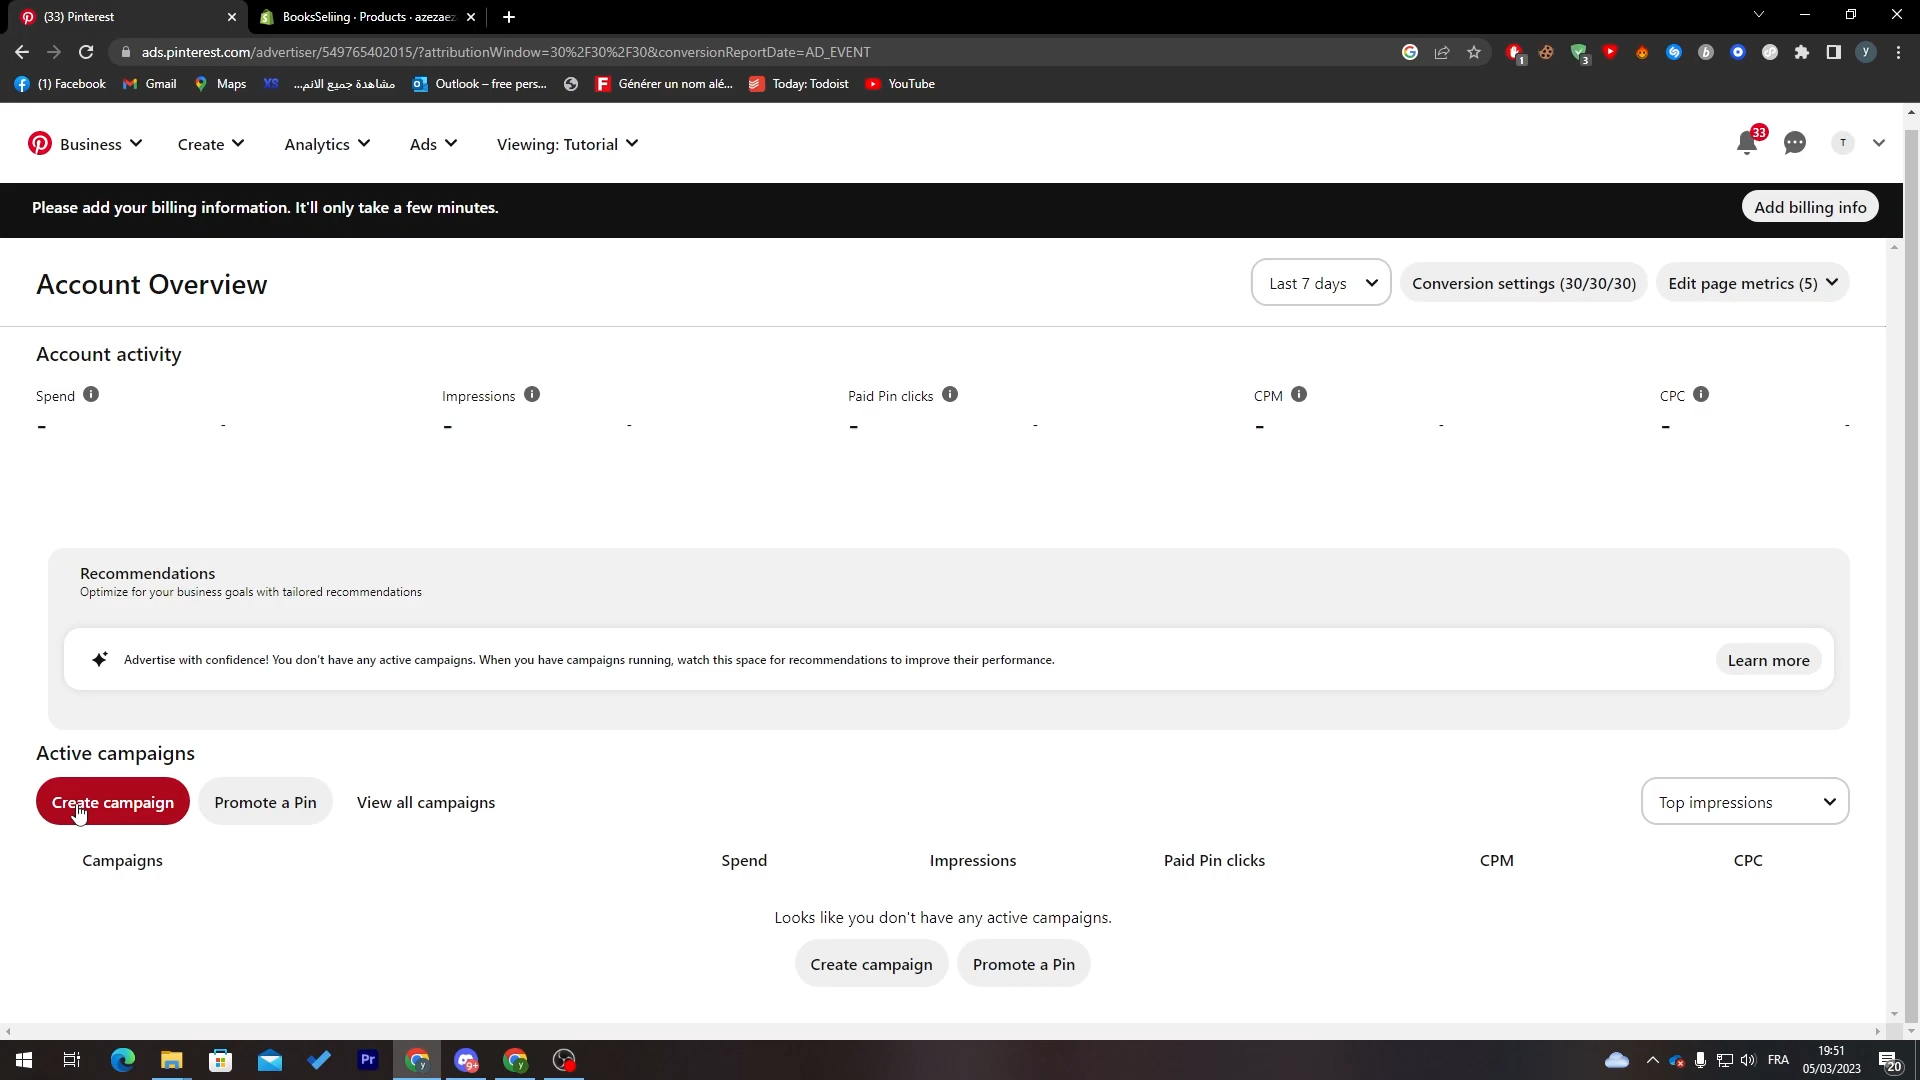 (33) Pinterest
BooksSeliing · Products · azezaez
ads.pinterest.com/advertiser/549765402015/?attributionWindow=30%2F30%2F30&conversionReportDate=AD_EVENT
1
3
y
(1) Facebook
Gmail
Maps
XS
مشاهدة جميع الانم...
Outlook – free pers...
Générer un nom alé...
Today: Todoist
YouTube
Business
Create
Analytics
Ads
Viewing: Tutorial
33
T
Please add your billing information. It'll only take a few minutes.
Add billing info
Account Overview
Last 7 days
Conversion settings (30/30/30)
Edit page metrics (5)
Account activity
Spend
Impressions
Paid Pin clicks
CPM
CPC
- -
- -
- -
- -
- -
Recommendations
Optimize for your business goals with tailored recommendations
Advertise with confidence! You don't have any active campaigns. When you have campaigns running, watch this space for recommendations to improve their performance.
Learn more
Active campaigns
Create campaign
Promote a Pin
View all campaigns
Top impressions
Campaigns
Spend
Impressions
Paid Pin clicks
CPM
CPC
Looks like you don't have any active campaigns.
Create campaign
Promote a Pin
Pr
9+
FRA
19:51
05/03/2023
20